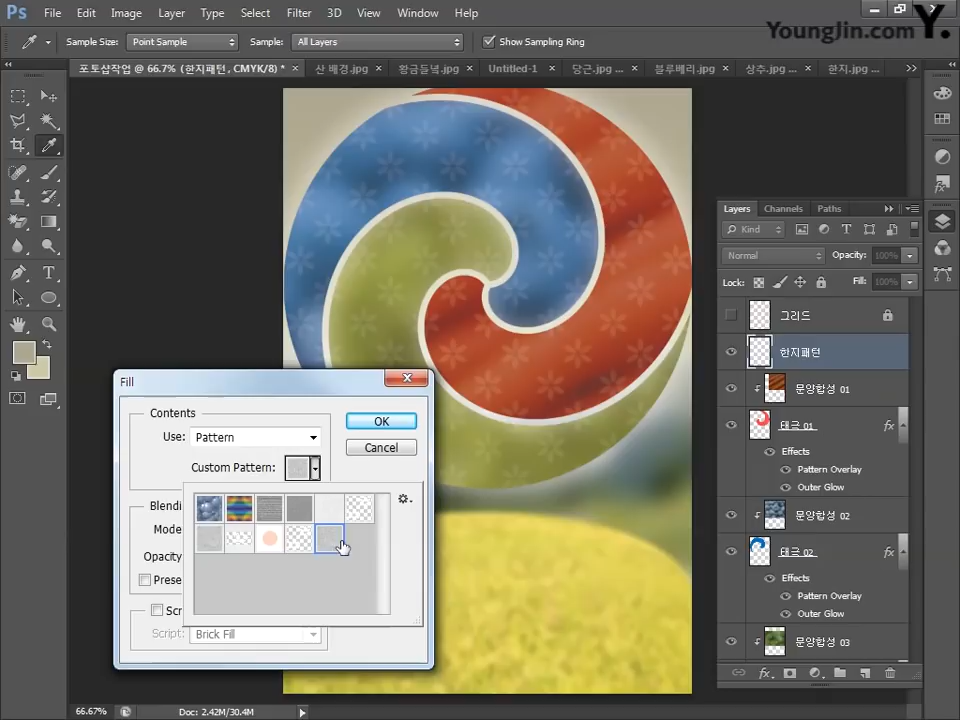 Ps File Edit Image Layer Type Select Filter 3D View Window Help
YoungJin.com Y.
Sample Size: Point Sample Sample: All Layers Show Sampling Ring
포토샵작업 @ 66.7% (한지패턴, CMYK/8) * × 산 배경.jpg × 황금들녘.jpg × Untitled-1 × 당근.jpg ... × 블루베리.jpg × 상추.jpg ... × 한지.jpg ...
Layers Channels Paths
Kind
Normal Opacity: 100%
Lock: Fill: 100%
그리드
한지패턴
문양합성 01
태극 01 fx
Effects
Pattern Overlay
Outer Glow
문양합성 02
태극 02 fx
Effects
Pattern Overlay
Outer Glow
문양합성 03
Fill
Contents
Use: Pattern
OK
Custom Pattern:
Cancel
Blendi
Mode
Opacity
Prese
Scr
Script: Brick Fill
66.67% Doc: 2.42M/30.4M